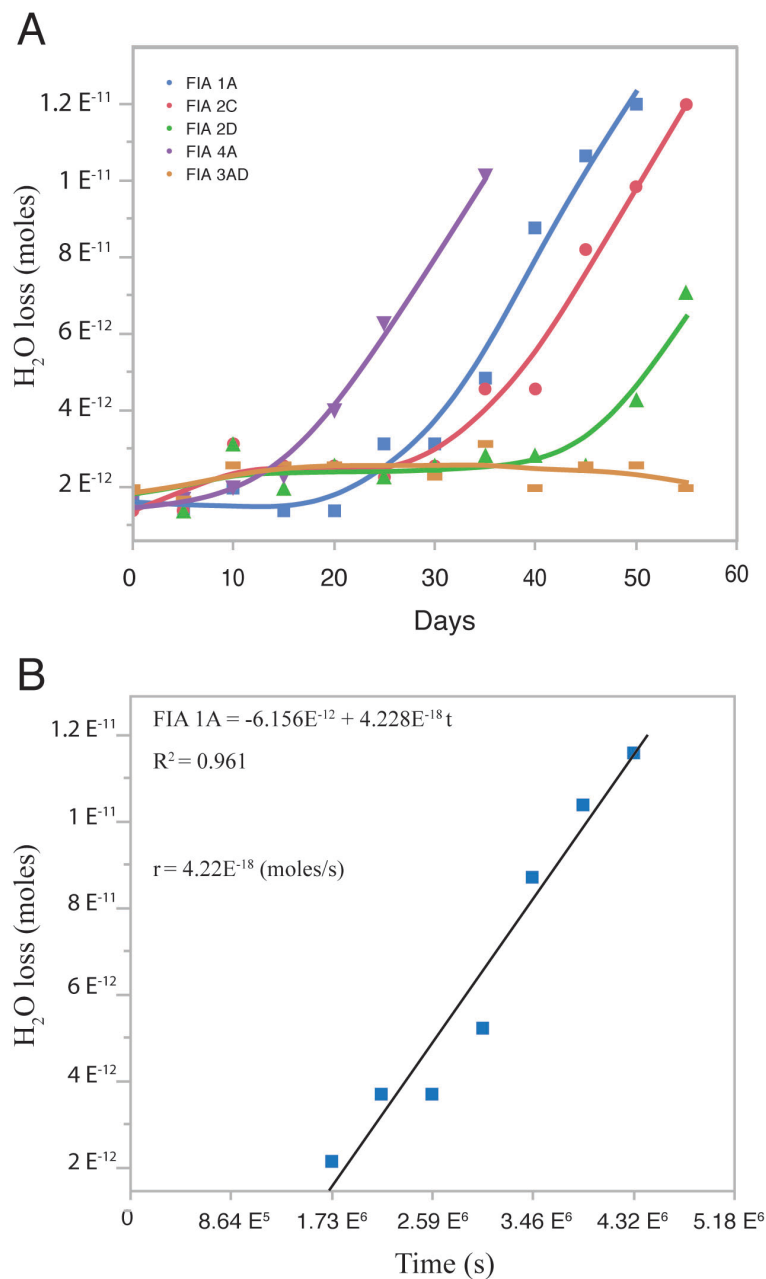 A
FIA 1A
FIA 2C
FIA 2D
FIA 4A
FIA 3AD
1.2 E⁻¹¹
1 E⁻¹¹
8 E⁻¹¹
6 E⁻¹²
4 E⁻¹²
2 E⁻¹²
H₂O loss (moles)
0 10 20 30 40 50 60
Days
B
FIA 1A = -6.156E⁻¹² + 4.228E⁻¹⁸ t
R² = 0.961
r = 4.22E⁻¹⁸ (moles/s)
1.2 E⁻¹¹
1 E⁻¹¹
8 E⁻¹¹
6 E⁻¹²
4 E⁻¹²
2 E⁻¹²
H₂O loss (moles)
0 8.64 E⁵ 1.73 E⁶ 2.59 E⁶ 3.46 E⁶ 4.32 E⁶ 5.18 E⁶
Time (s)